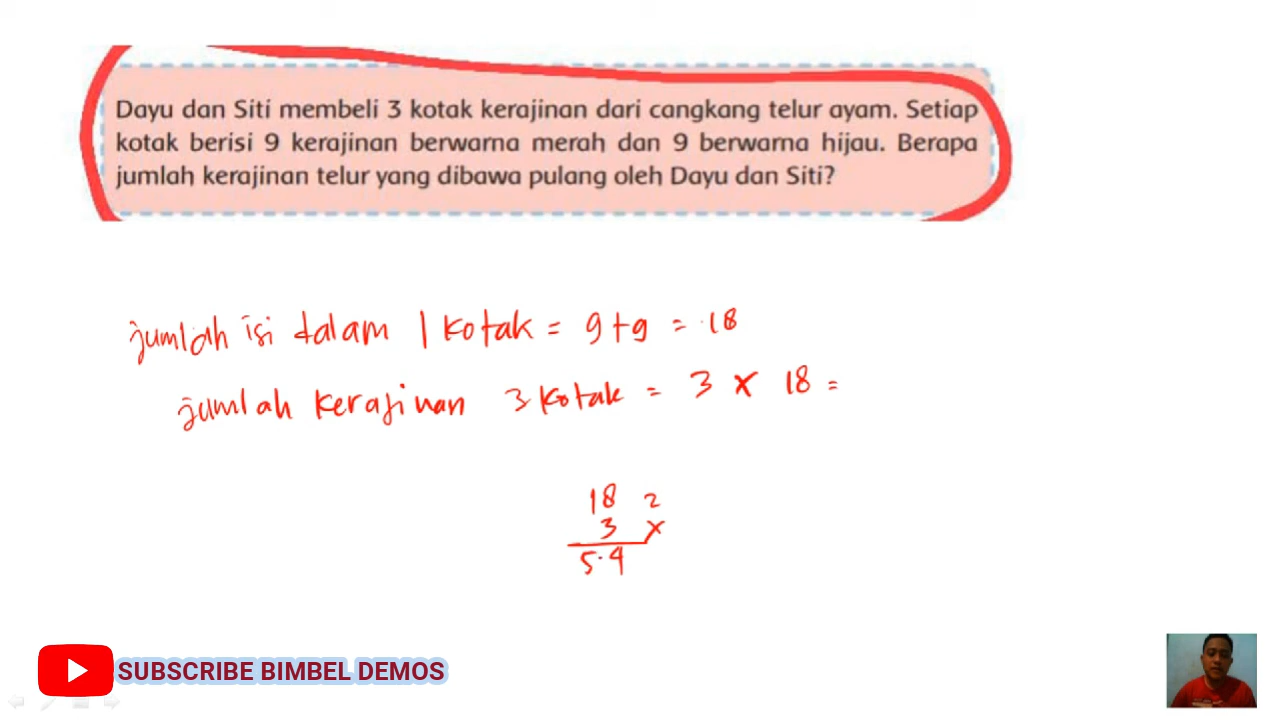 Dayu dan Siti membeli 3 kotak kerajinan dari cangkang telur ayam. Setiap
kotak berisi 9 kerajinan berwarna merah dan 9 berwarna hijau. Berapa
jumlah kerajinan telur yang dibawa pulang oleh Dayu dan Siti?
jumlah isi dalam 1 kotak = 9+9 = 18
jumlah kerajinan 3 kotak = 3 x 18 =
18 2
3 x
5.4
SUBSCRIBE BIMBEL DEMOS